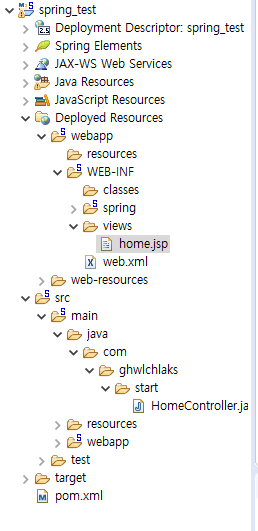 spring_test
Deployment Descriptor: spring_test
Spring Elements
JAX-WS Web Services
Java Resources
JavaScript Resources
Deployed Resources
webapp
resources
WEB-INF
classes
spring
views
home.jsp
web.xml
web-resources
src
main
java
com
ghwlchlaks
start
HomeController.ja
resources
webapp
test
target
pom.xml